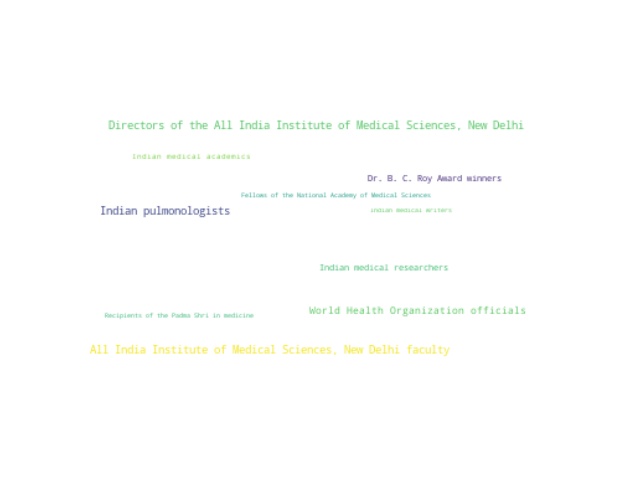 Directors of the All India Institute of Medical Sciences, New Delhi
Indian medical academics
Dr. B. C. Roy Award winners
Fellows of the National Academy of Medical Sciences
Indian pulmonologists
Indian medical writers
Indian medical researchers
World Health Organization officials
Recipients of the Padma Shri in medicine
All India Institute of Medical Sciences, New Delhi faculty